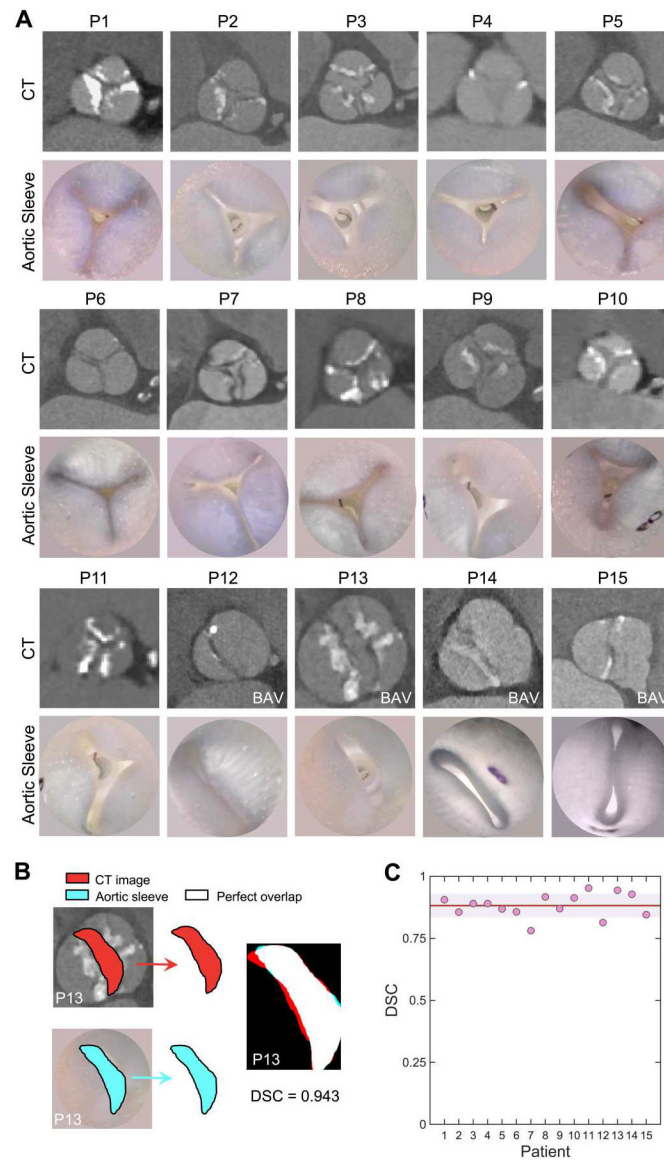 A
P1 P2 P3 P4 P5
CT
Aortic Sleeve
P6 P7 P8 P9 P10
CT
Aortic Sleeve
P11 P12 P13 P14 P15
CT
BAV BAV BAV BAV
Aortic Sleeve
B
CT image
Aortic sleeve Perfect overlap
P13
P13
P13
DSC = 0.943
C
1
0.75
0.5
0.25
0
DSC
1 2 3 4 5 6 7 8 9 10 11 12 13 14 15
Patient